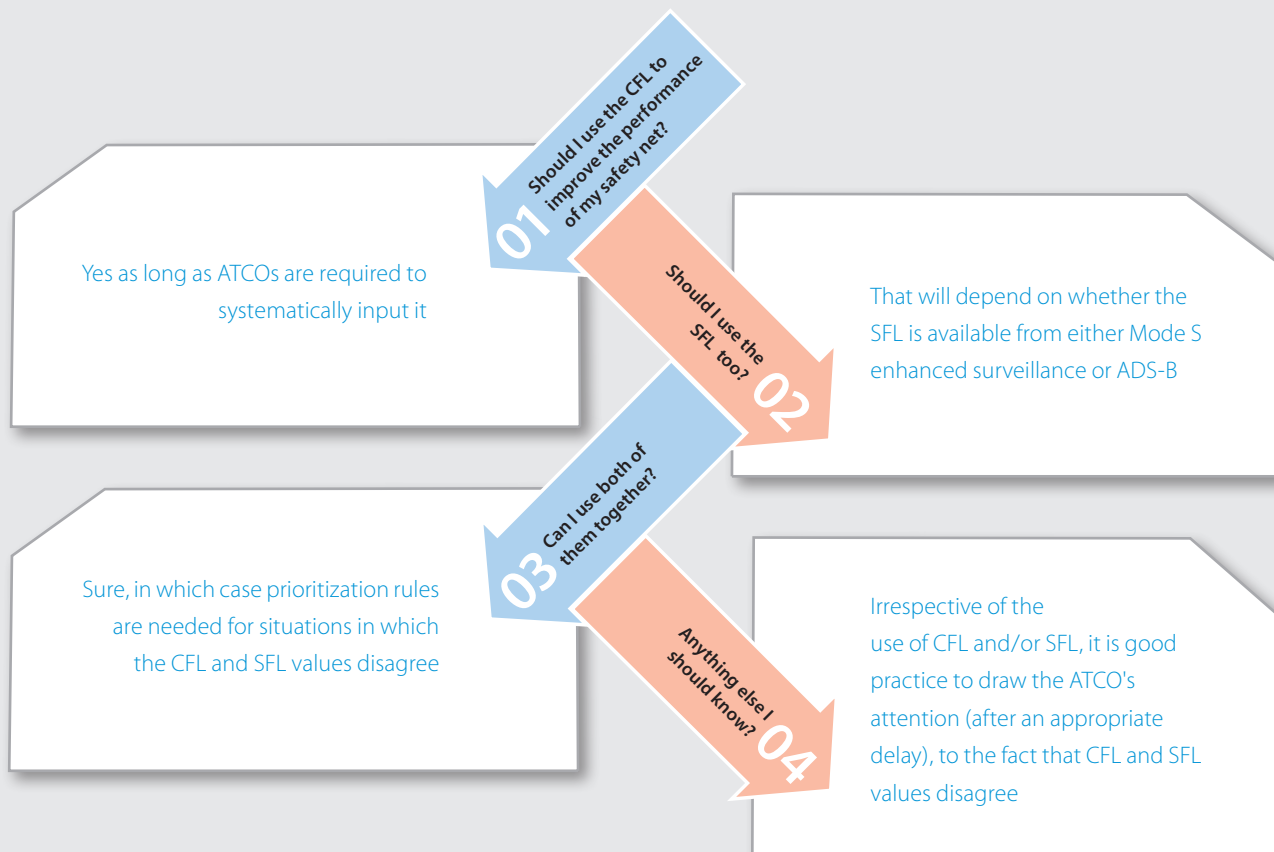 Should I use the CFL to
improve the performance
of my safety net?
01
Yes as long as ATCOs are required to
systematically input it
Should I use the
SFL too?
02
That will depend on whether the
SFL is available from either Mode S
enhanced surveillance or ADS-B
Can I use both of
them together?
03
Sure, in which case prioritization rules
are needed for situations in which
the CFL and SFL values disagree
Anything else I
should know?
04
Irrespective of the
use of CFL and/or SFL, it is good
practice to draw the ATCO's
attention (after an appropriate
delay), to the fact that CFL and SFL
values disagree